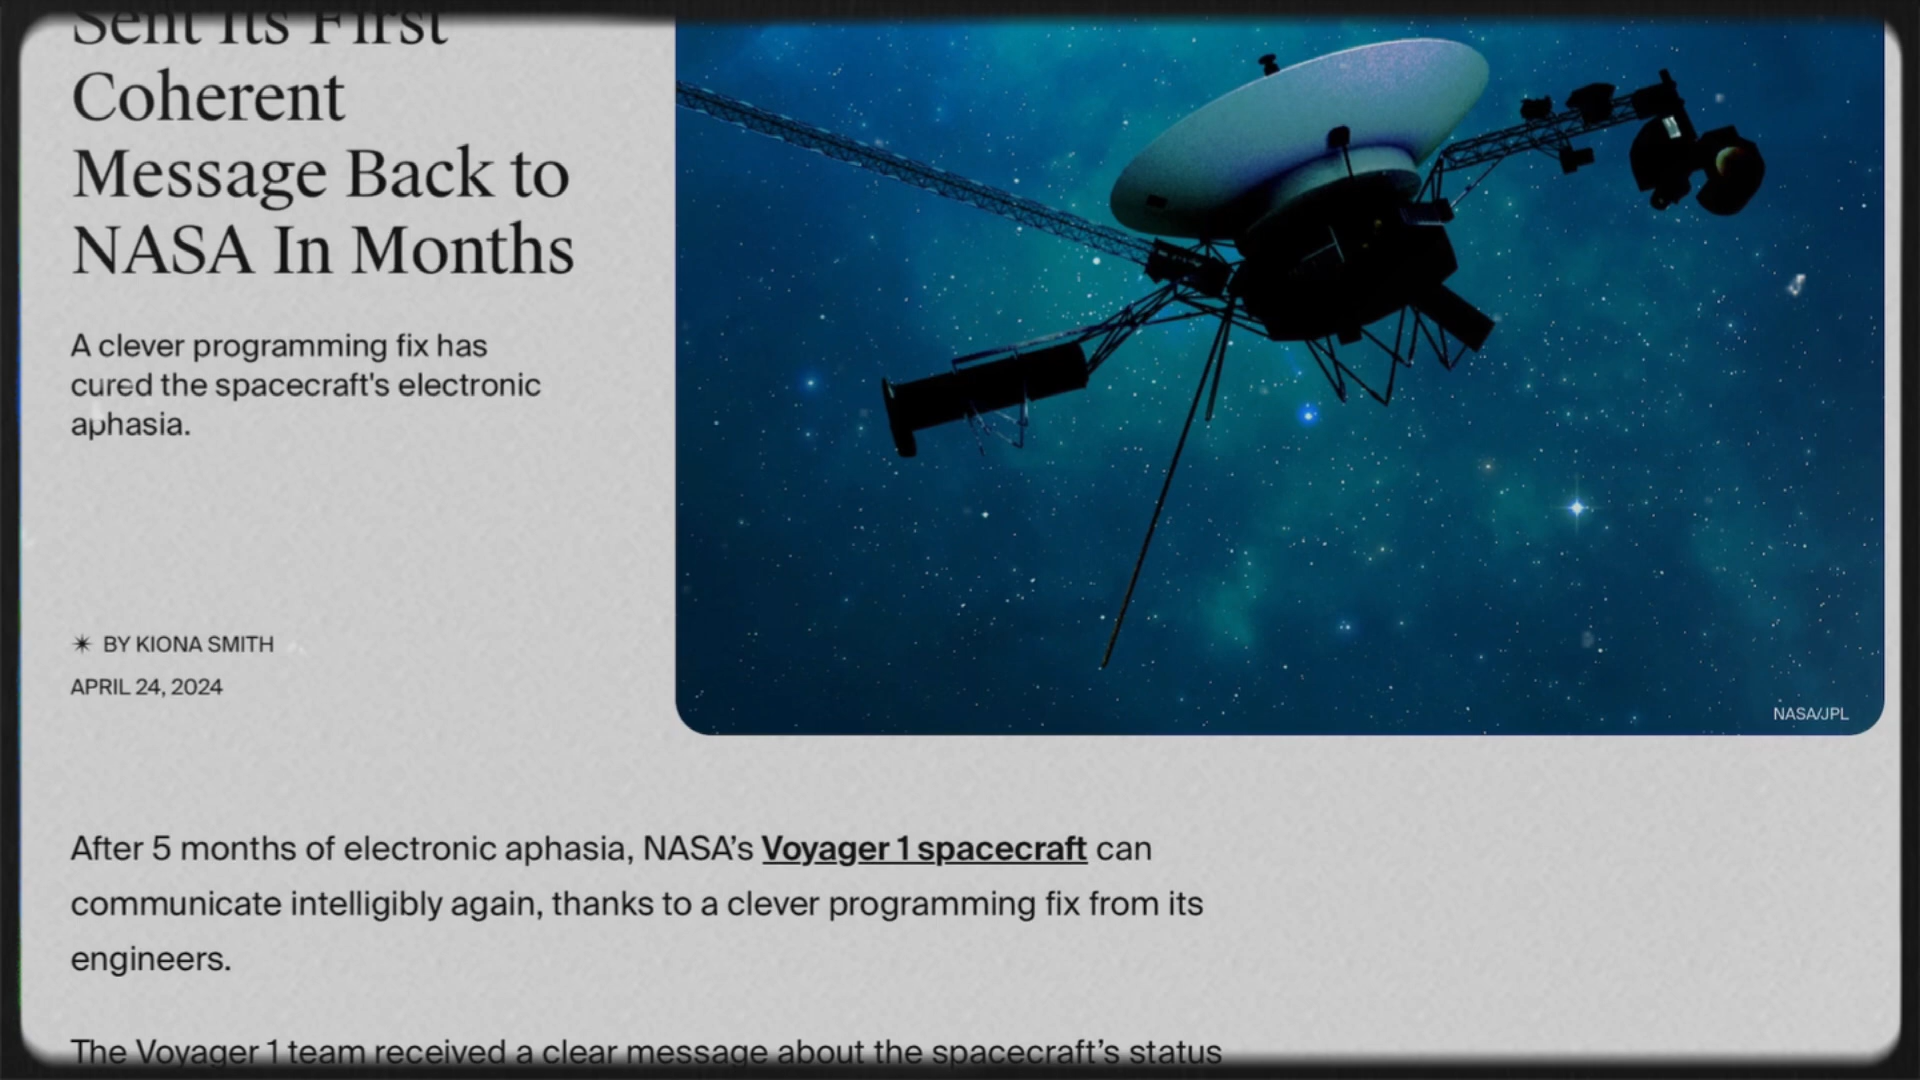 Sent Its First
Coherent
Message Back to
NASA In Months
A clever programming fix has
cured the spacecraft's electronic
aphasia.
BY KIONA SMITH
APRIL 24, 2024
NASA/JPL
After 5 months of electronic aphasia, NASA’s Voyager 1 spacecraft can
communicate intelligibly again, thanks to a clever programming fix from its
engineers.
The Voyager 1 team received a clear message about the spacecraft’s status